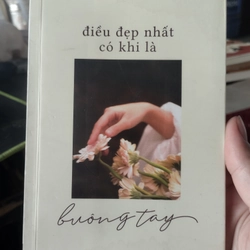 điều đẹp nhất
có khi là
buông tay